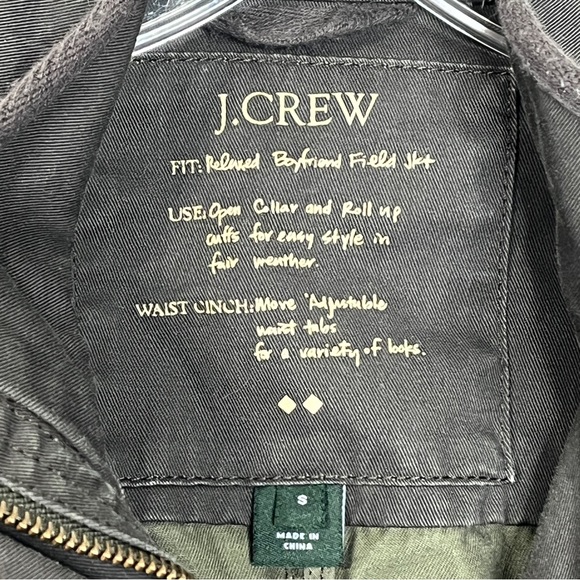 J.CREW
FIT: Relaxed Boyfriend Field Jkt
USE: Open Collar and Roll up
cuffs for easy style in
fair weather.
WAIST CINCH: Move Adjustable
waist tabs
for a variety of looks.
S
MADE IN
CHINA